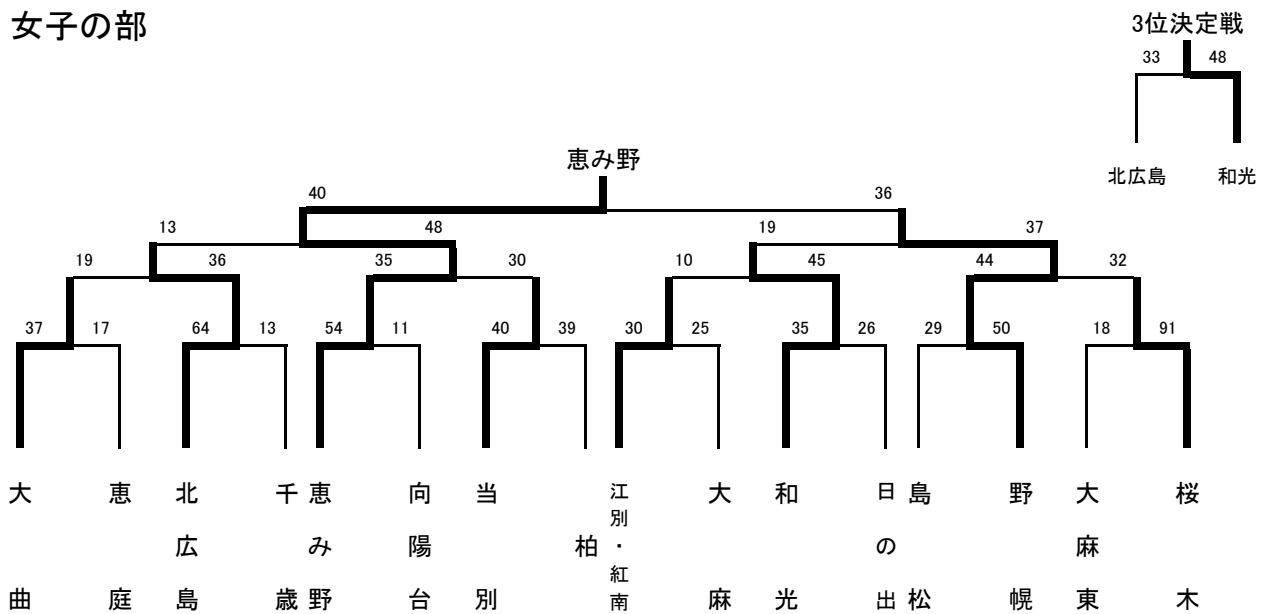 女子の部
3位決定戦
33 48
北広島 和光
恵み野
40 36
13 48 19 37
19 36 35 30 10 45 44 32
37 17 64 13 54 11 40 39 30 25 35 26 29 50 18 91
大曲 恵庭 北広島 千歳 恵み野 向陽台 当別 柏 江別・紅南 大麻 和光 日の出 島松 野幌 大麻東 桜木